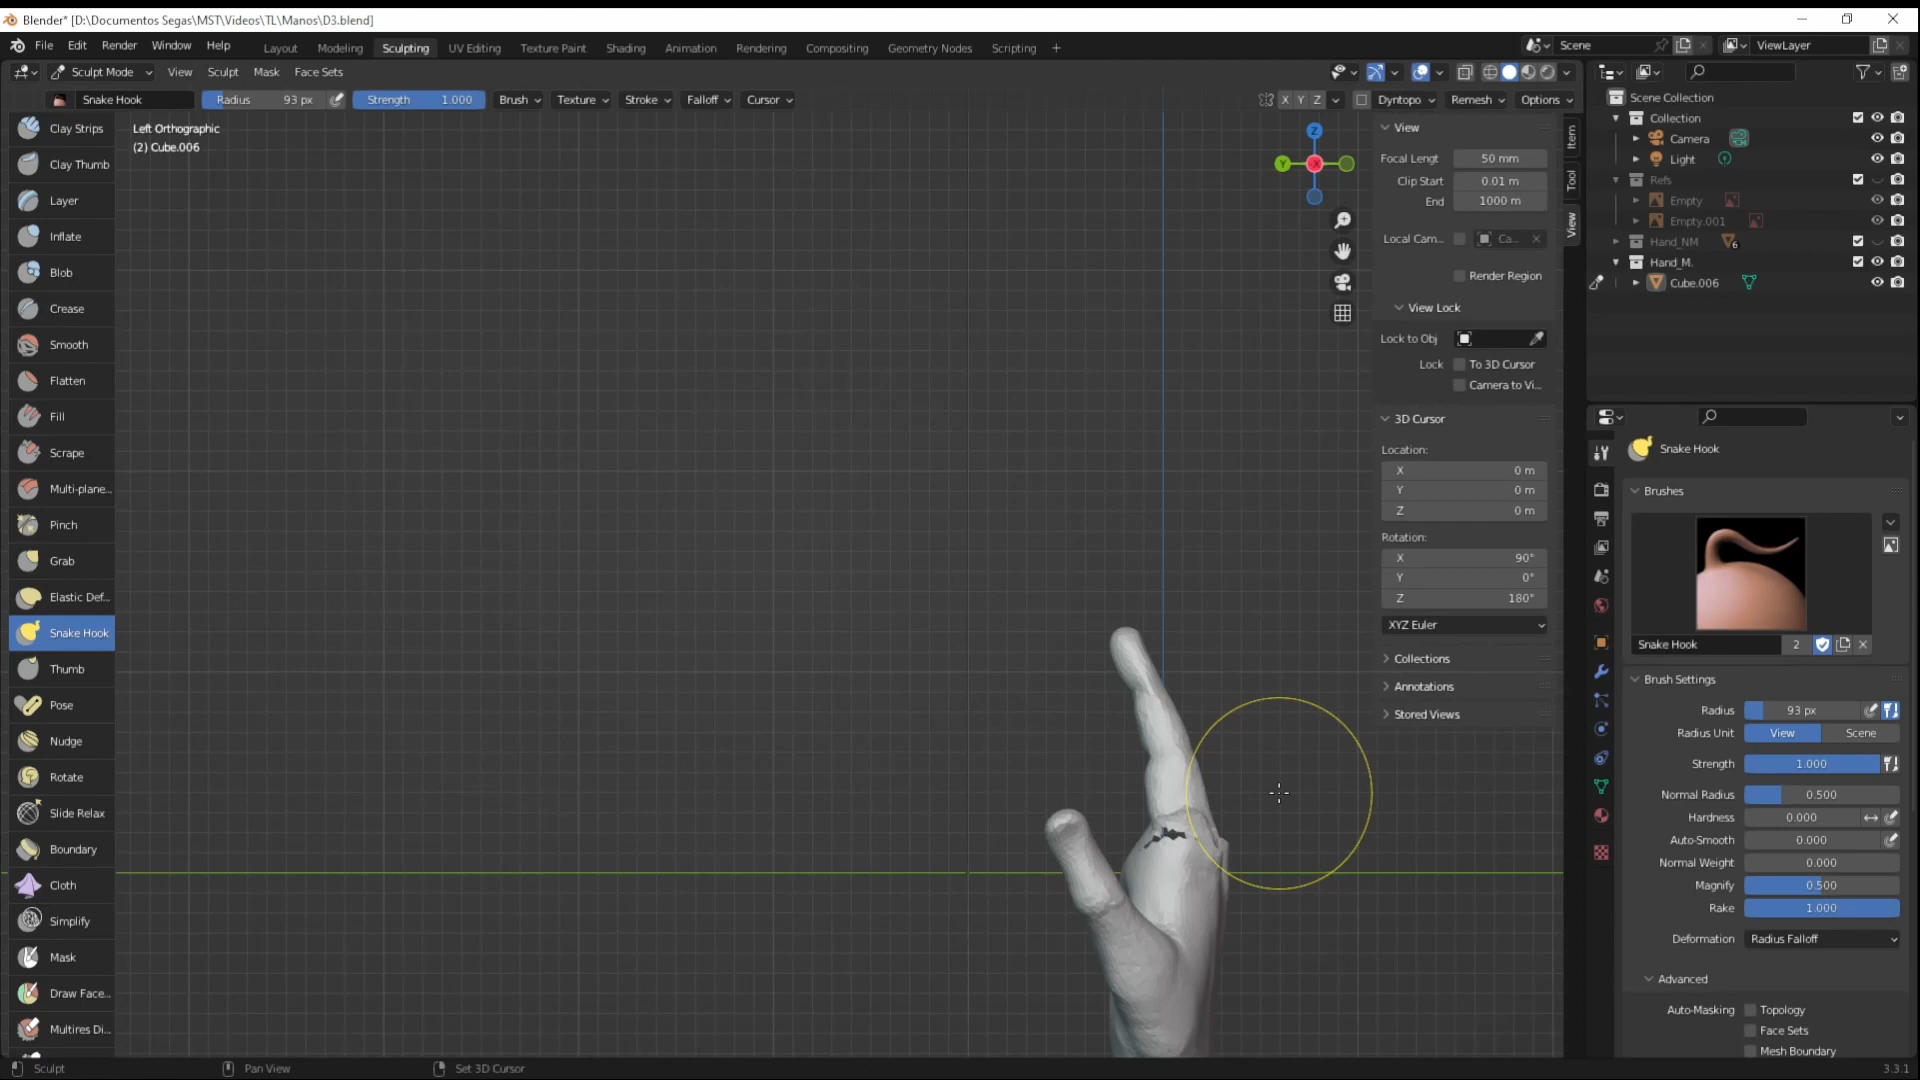 Blender* [D:\Documentos Segas\MST\Videos\TL\Manos\D3.blend]
File Edit Render Window Help Layout Modeling Sculpting UV Editing Texture Paint Shading Animation Rendering Compositing Geometry Nodes Scripting + Scene ViewLayer
Sculpt Mode View Sculpt Mask Face Sets
Snake Hook Radius 93 px Strength 1.000 Brush Texture Stroke Falloff Cursor X Y Z Dyntopo Remesh Options
Clay Strips
Clay Thumb
Layer
Inflate
Blob
Crease
Smooth
Flatten
Fill
Scrape
Multi-plane...
Pinch
Grab
Elastic Def...
Snake Hook
Thumb
Pose
Nudge
Rotate
Slide Relax
Boundary
Cloth
Simplify
Mask
Draw Face...
Multires Di...
Left Orthographic
(2) Cube.006
Z
Y
X
View
Focal Lengt 50 mm
Clip Start 0.01 m
End 1000 m
Local Cam... Ca...
Render Region
View Lock
Lock to Obj
Lock To 3D Cursor
Camera to Vi...
3D Cursor
Location:
X 0 m
Y 0 m
Z 0 m
Rotation:
X 90°
Y 0°
Z 180°
XYZ Euler
Collections
Annotations
Stored Views
Item
Tool
View
Scene Collection
Collection
Camera
Light
Refs
Empty
Empty.001
Hand_NM 6
Hand_M.
Cube.006
Snake Hook
Brushes
Snake Hook 2
Brush Settings
Radius 93 px
Radius Unit View Scene
Strength 1.000
Normal Radius 0.500
Hardness 0.000
Auto-Smooth 0.000
Normal Weight 0.000
Magnify 0.500
Rake 1.000
Deformation Radius Falloff
Advanced
Auto-Masking Topology
Face Sets
Mesh Boundary
Sculpt Pan View Set 3D Cursor 3.3.1